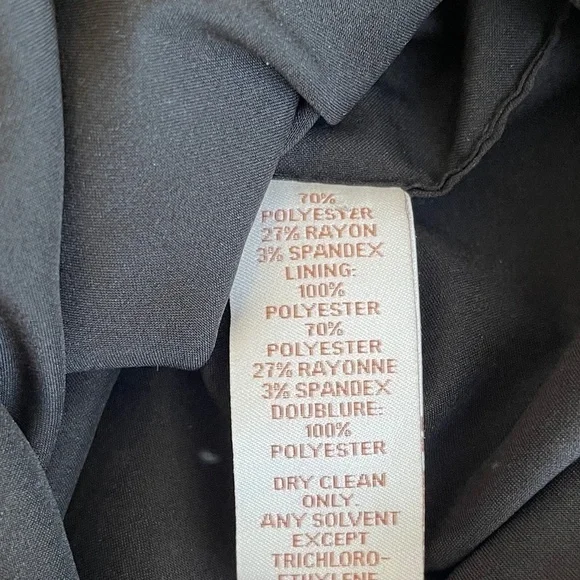 70%
POLYESTER
27% RAYON
3% SPANDEX
LINING:
100%
POLYESTER
70%
POLYESTER
27% RAYONNE
3% SPANDEX
DOUBLURE:
100%
POLYESTER
DRY CLEAN
ONLY.
ANY SOLVENT
EXCEPT
TRICHLORO-
ETHYLENE